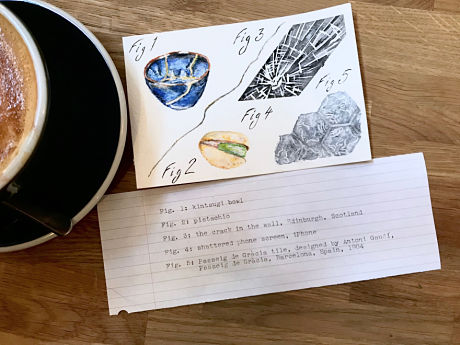 Fig 1
Fig 3
Fig 5
Fig 4
Fig 2
Fig. 1: kintsugi bowl
Fig. 2: pistachio
Fig. 3: the crack in the wall, Edinburgh, Scotland
Fig. 4: shattered phone screen, iPhone
Fig. 5: Passeig de Gràcia tile, designed by Antoni Gaudí,
Passeig de Gràcia, Barcelona, Spain, 1904